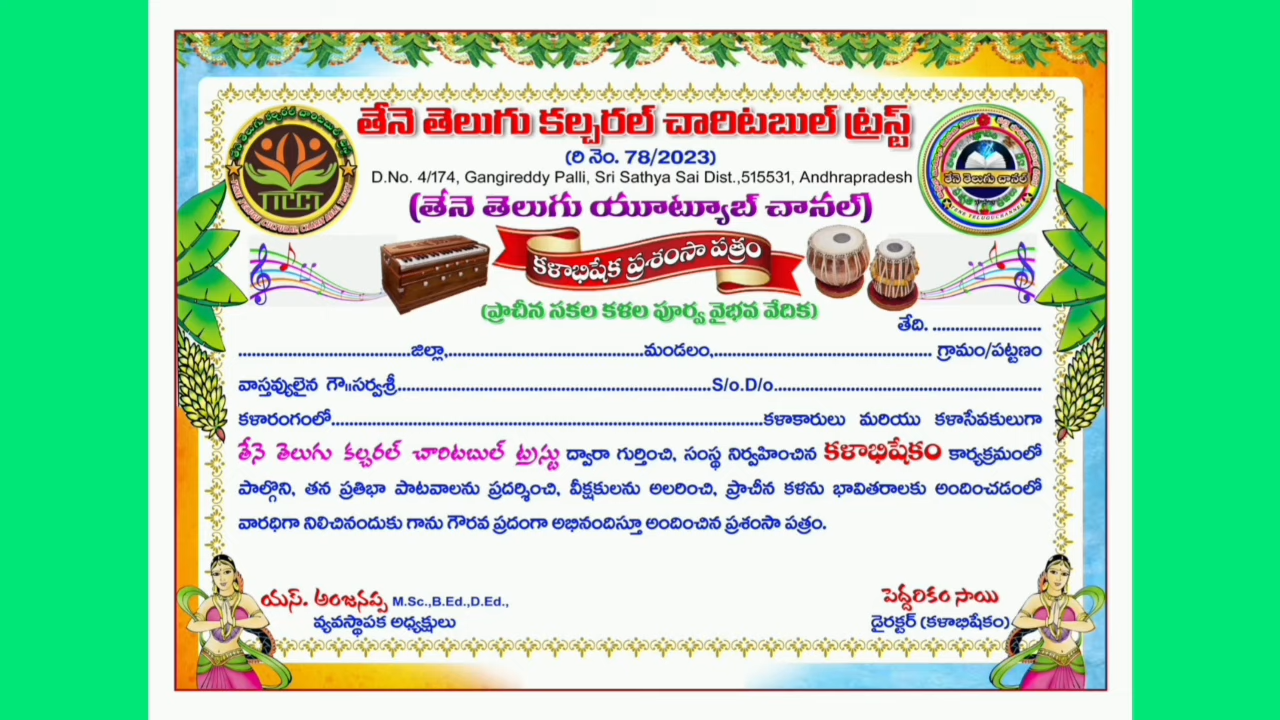 తేనె తెలుగు కల్చరల్ చారిటబుల్ ట్రస్ట్
(రి నెం. 78/2023)
D.No. 4/174, Gangireddy Palli, Sri Sathya Sai Dist.,515531, Andhrapradesh
(తేనె తెలుగు యూట్యూబ్ చానల్)
కళాభిషేక ప్రశంసా పత్రం
(ప్రాచీన సకల కళల పూర్వ వైభవ వేదిక)
తేది. ........................
......................................జిల్లా,...........................................మండలం,................................................ గ్రామం/పట్టణం
వాస్తవ్యులైన గౌ॥సర్వశ్రీ......................................................................S/o.D/o...........................................................
కళారంగంలో................................................................................................కళాకారులు మరియు కళాసేవకులుగా
తేనె తెలుగు కల్చరల్ చారిటబుల్ ట్రస్టు ద్వారా గుర్తించి, సంస్థ నిర్వహించిన కళాభిషేకం కార్యక్రమంలో
పాల్గొని, తన ప్రతిభా పాటవాలను ప్రదర్శించి, వీక్షకులను అలరించి, ప్రాచీన కళను భావితరాలకు అందించడంలో
వారధిగా నిలిచినందుకు గాను గౌరవ ప్రదంగా అభినందిస్తూ అందించిన ప్రశంసా పత్రం.
యస్. అంజనప్ప M.Sc.,B.Ed.,D.Ed.,
వ్యవస్థాపక అధ్యక్షులు
పెద్దరికం సాయి
డైరక్టర్ (కళాభిషేకం)
తేనె తెలుగు చానల్